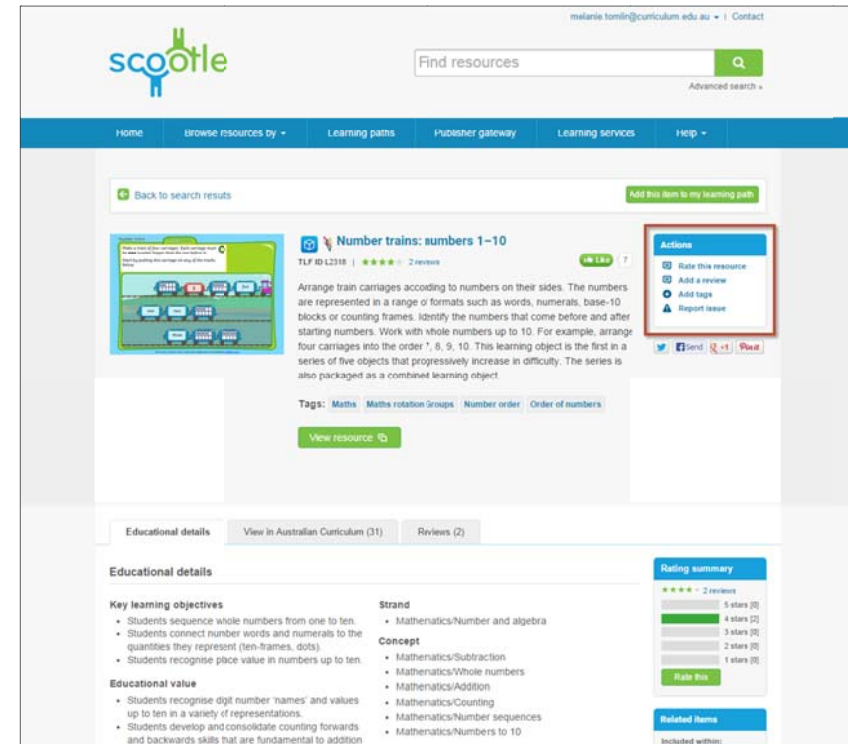 melanie.tomlin@curriculum.edu.au | Contact
scootle
Find resources
Advanced search »
Home Browse resources by Learning paths Publisher gateway Learning services Help
Back to search resuts
Add this item to my learning path
Number trains: numbers 1–10
TLF ID L2318 | 2 reviews
Like 7
Arrange train carriages according to numbers on their sides. The numbers
are represented in a range of formats such as words, numerals, base-10
blocks or counting frames. Identify the numbers that come before and after
starting numbers. Work with whole numbers up to 10. For example, arrange
four carriages into the order *, 8, 9, 10. This learning object is the first in a
series of five objects that progressively increase in difficulty. The series is
also packaged as a combined learning object.
Tags: Maths Maths rotation Groups Number order Order of numbers
View resource
Actions
Rate this resource
Add a review
Add tags
Report issue
Send +1 Pin it
Educational details View in Australian Curriculum (31) Reviews (2)
Educational details
Key learning objectives
• Students sequence whole numbers from one to ten.
• Students connect number words and numerals to the
quantities they represent (ten-frames, dots).
• Students recognise place value in numbers up to ten.
Educational value
• Students recognise digit number 'names' and values
up to ten in a variety of representations.
• Students develop and consolidate counting forwards
and backwards skills that are fundamental to addition
Strand
• Mathematics/Number and algebra
Concept
• Mathematics/Subtraction
• Mathematics/Whole numbers
• Mathematics/Addition
• Mathematics/Counting
• Mathematics/Number sequences
• Mathematics/Numbers to 10
Rating summary
2 reviews
5 stars [0]
4 stars [2]
3 stars [0]
2 stars [0]
1 stars [0]
Rate this
Related items
Included within: